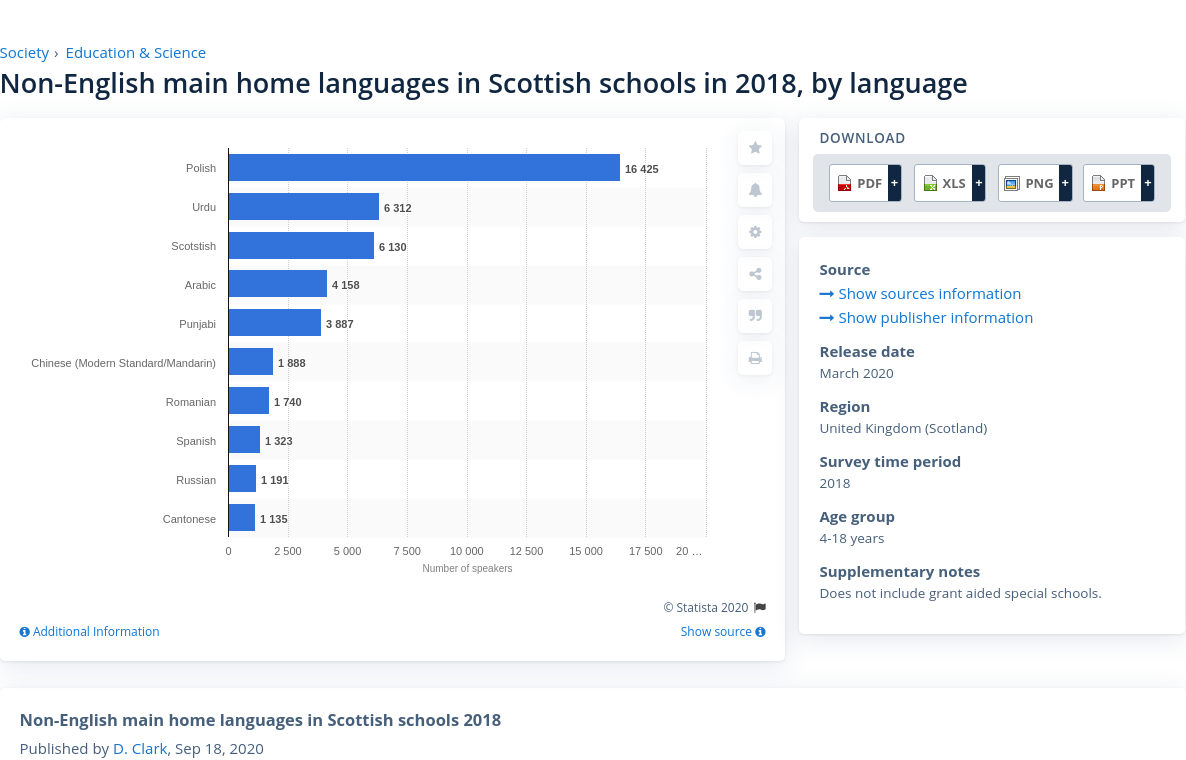 Society › Education & Science
Non-English main home languages in Scottish schools in 2018, by language
Polish 16 425
Urdu 6 312
Scotstish 6 130
Arabic 4 158
Punjabi 3 887
Chinese (Modern Standard/Mandarin) 1 888
Romanian 1 740
Spanish 1 323
Russian 1 191
Cantonese 1 135
0 2 500 5 000 7 500 10 000 12 500 15 000 17 500 20 …
Number of speakers
© Statista 2020
Additional Information
Show source
DOWNLOAD
PDF + XLS + PNG + PPT +
Source
Show sources information
Show publisher information
Release date
March 2020
Region
United Kingdom (Scotland)
Survey time period
2018
Age group
4-18 years
Supplementary notes
Does not include grant aided special schools.
Non-English main home languages in Scottish schools 2018
Published by D. Clark, Sep 18, 2020